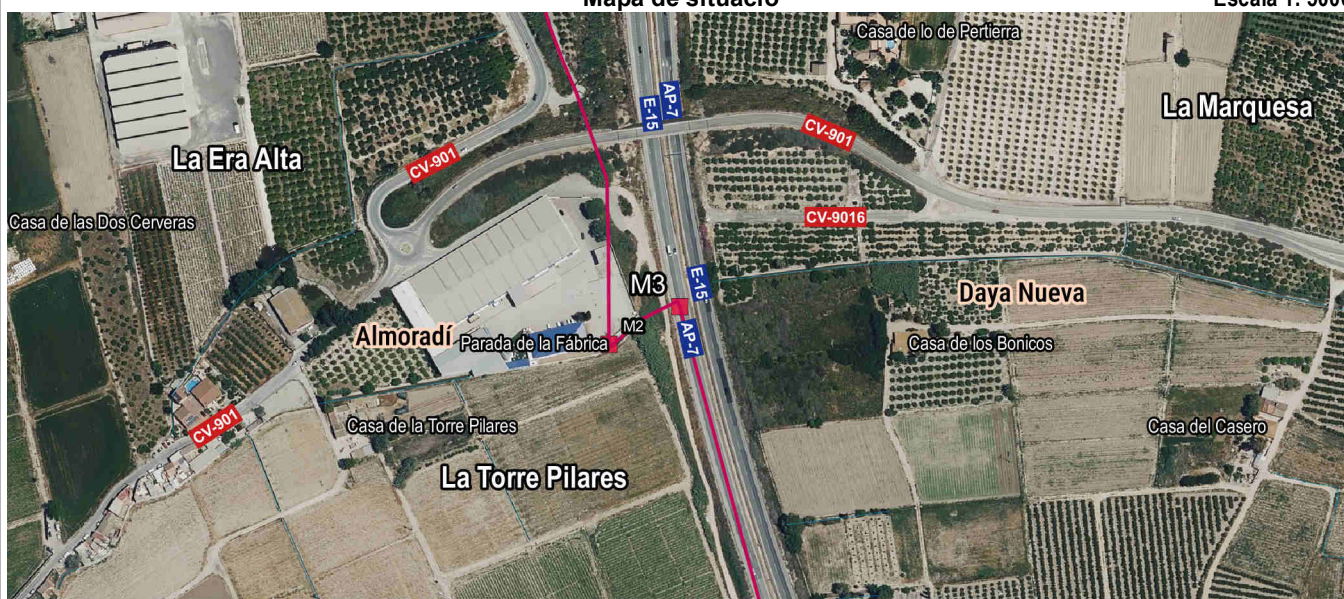 Mapa de situació
Escala 1: 5000
Casa de lo de Pertierra
AP-7
E-15
La Marquesa
CV-901
CV-901
La Era Alta
Casa de las Dos Cerveras
CV-9016
M3
E-15
Daya Nueva
M2
Almoradí
Parada de la Fábrica
AP-7
Casa de los Bonicos
CV-901
Casa de la Torre Pilares
Casa del Casero
La Torre Pilares